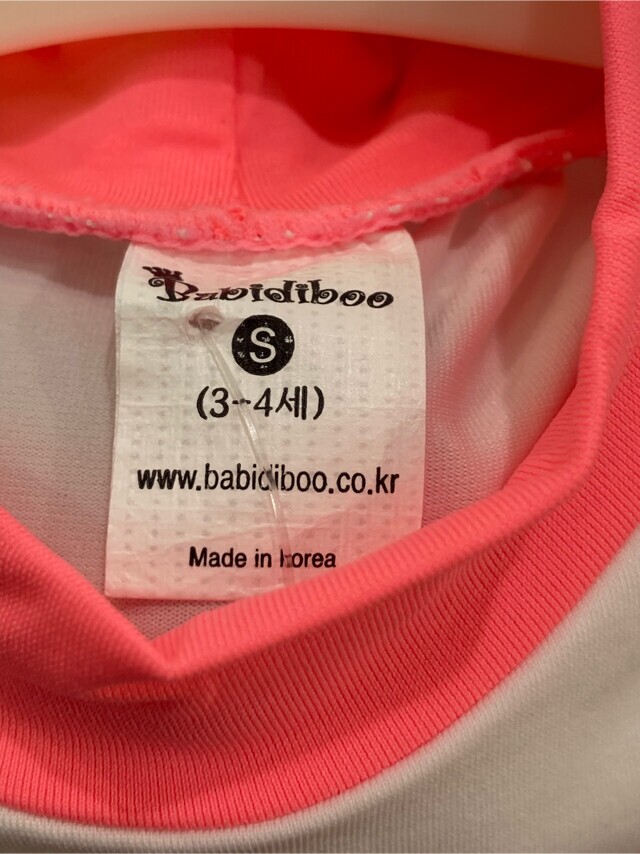 Babidiboo
S
(3-4세)
www.babidiboo.co.kr
Made in korea